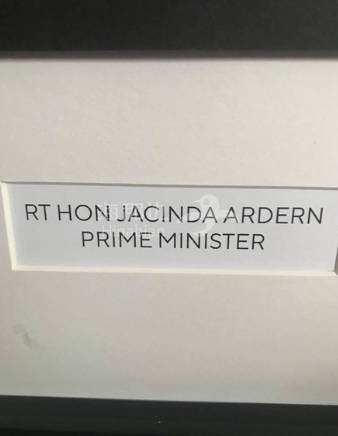 RT HON JACINDA ARDERN
PRIME MINISTER